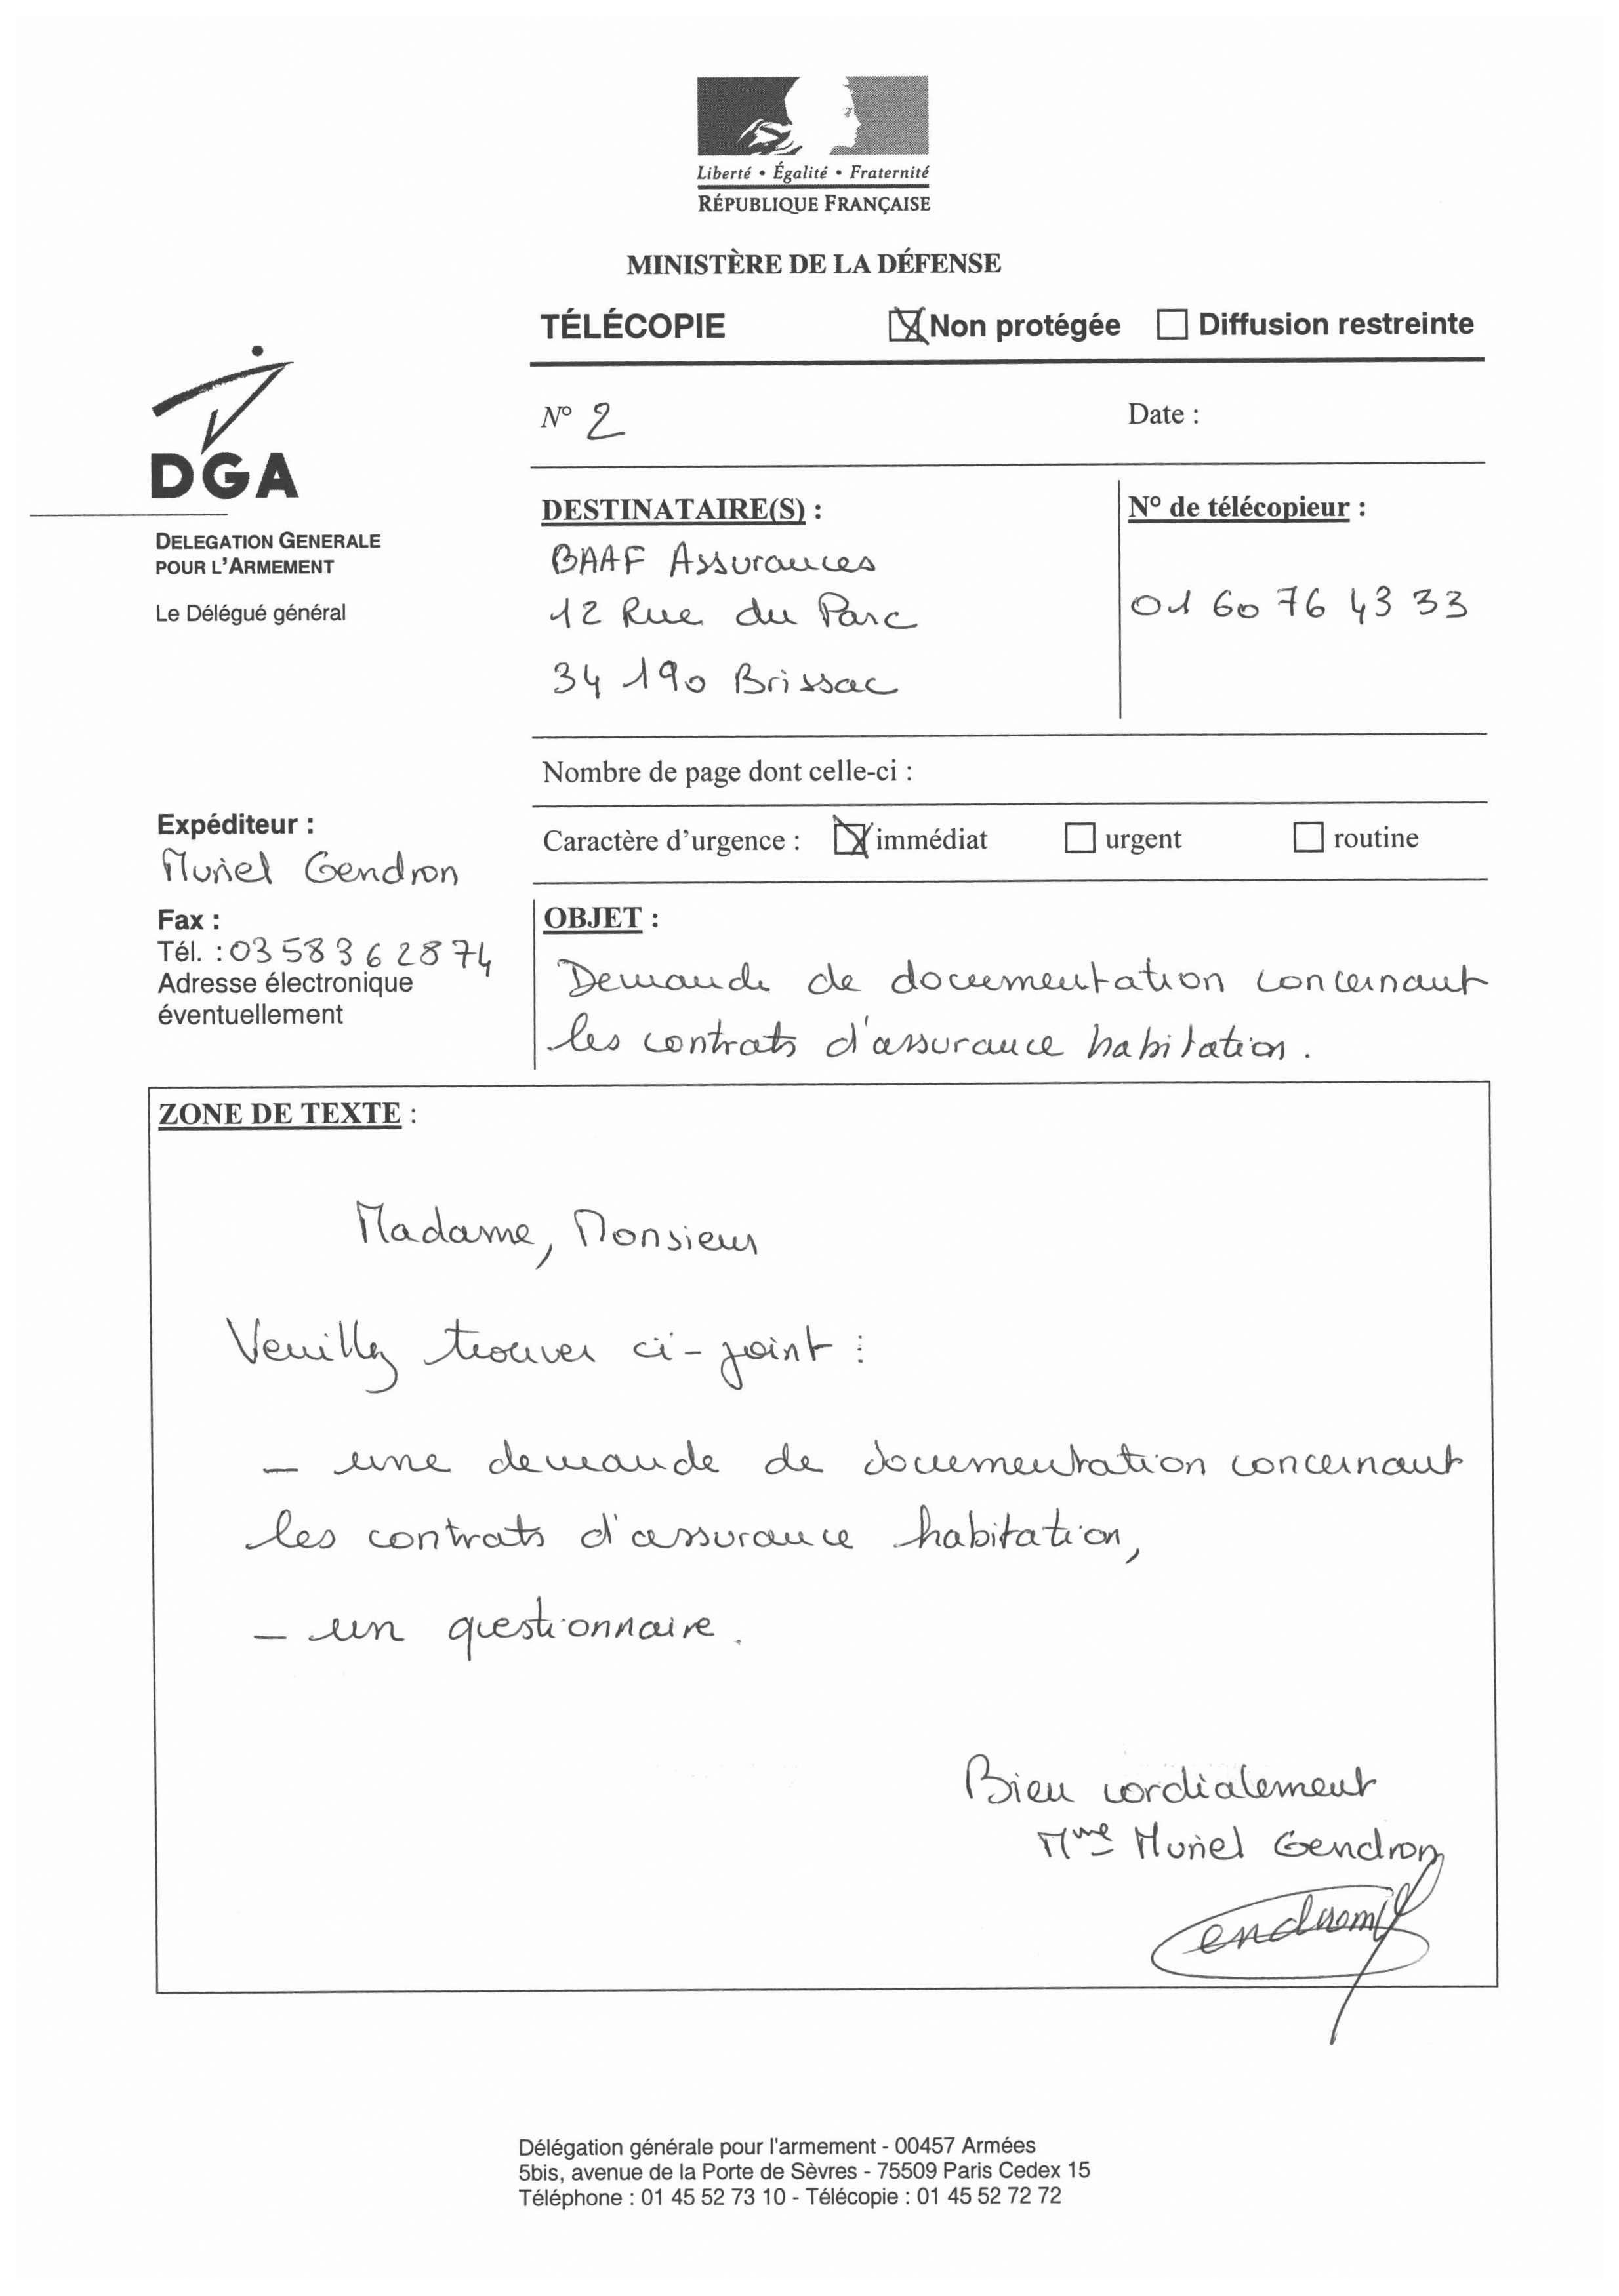 Liberté • Égalité • Fraternité
RÉPUBLIQUE FRANÇAISE
MINISTÈRE DE LA DÉFENSE
TÉLÉCOPIE
Non protégée
Diffusion restreinte
DGA
DELEGATION GENERALE
POUR L'ARMEMENT
Le Délégué général
N° 2
Date :
DESTINATAIRE(S) :
BAAF Assurances
12 Rue du Parc
34 190 Brissac
N° de télécopieur :
01 60 76 43 33
Nombre de page dont celle-ci :
Caractère d'urgence :
immédiat
urgent
routine
Expéditeur :
Muriel Gendron
Fax :
Tél. : 03 58 36 28 74
Adresse électronique
éventuellement
OBJET :
Demande de documentation concernant
les contrats d'assurance habitation.
ZONE DE TEXTE :
Madame, Monsieur
Veuillez trouver ci-joint :
- une demande de documentation concernant
les contrats d'assurance habitation,
- un questionnaire.
Bien cordialement
Mme Muriel Gendron
Délégation générale pour l'armement - 00457 Armées
5bis, avenue de la Porte de Sèvres - 75509 Paris Cedex 15
Téléphone : 01 45 52 73 10 - Télécopie : 01 45 52 72 72